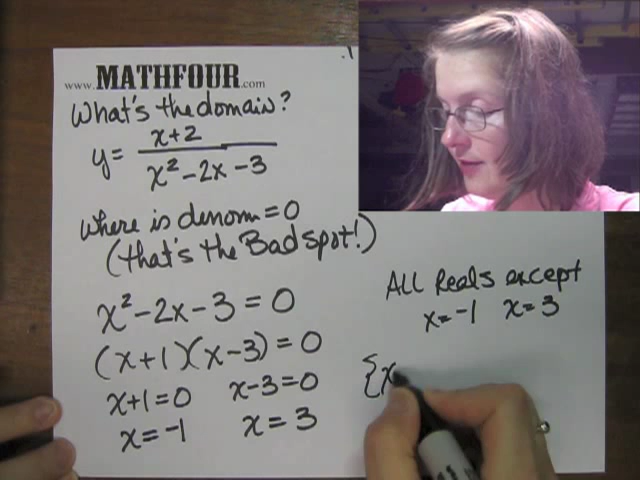 www.MATHFOUR.com
What's the domain?
y = x+2
x² - 2x - 3
where is denom = 0
(that's the Bad spot!)
x² - 2x - 3 = 0
(x+1)(x-3) = 0
x+1=0 x-3=0
x=-1 x=3
All Reals except
x=-1 x=3
{x